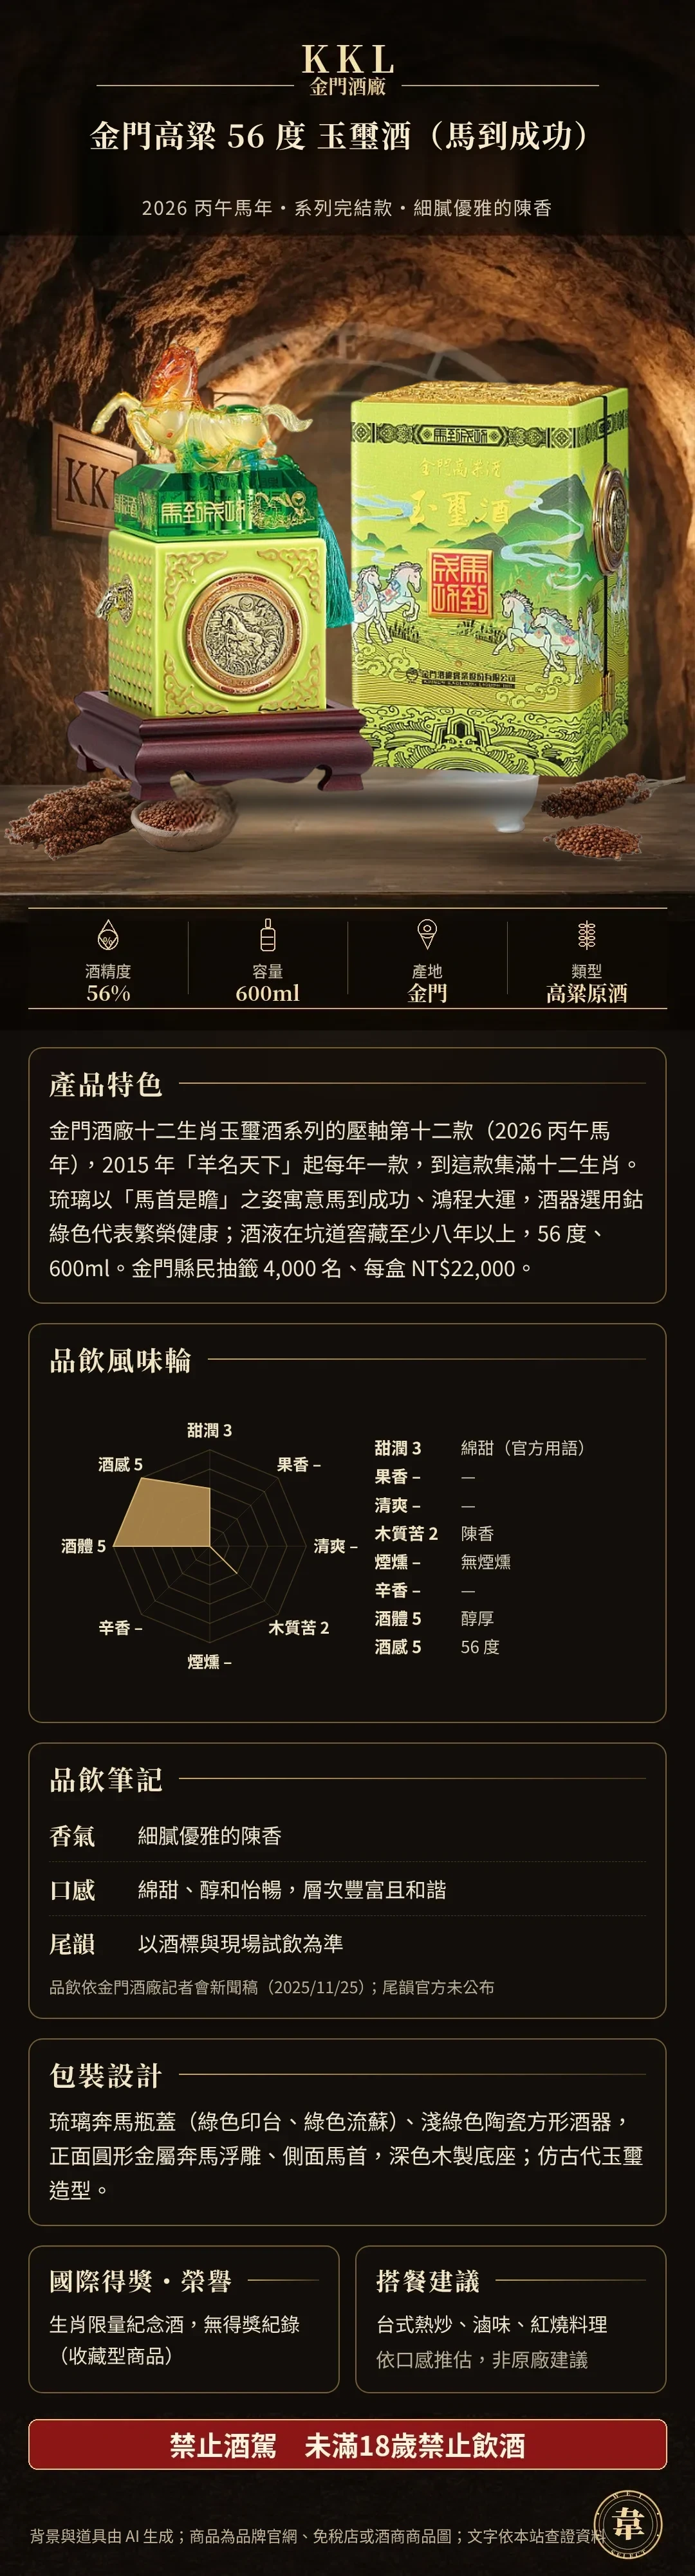 KKL
金門酒廠
金門高粱 56 度 玉璽酒（馬到成功）
2026 丙午馬年・系列完結款・細膩優雅的陳香
KK
馬到成功
馬到成功
金門高粱酒
玉璽酒
馬到成功
金門酒廠實業股份有限公司
酒精度
56%
容量
600ml
產地
金門
類型
高粱原酒
產品特色
金門酒廠十二生肖玉璽酒系列的壓軸第十二款（2026 丙午馬
年），2015 年「羊名天下」起每年一款，到這款集滿十二生肖。
琉璃以「馬首是瞻」之姿寓意馬到成功、鴻程大運，酒器選用鈷
綠色代表繁榮健康；酒液在坑道窖藏至少八年以上，56 度、
600ml。金門縣民抽籤 4,000 名、每盒 NT$22,000。
品飲風味輪
甜潤 3
酒感 5
果香 –
酒體 5
清爽 –
辛香 –
木質苦 2
煙燻 –
甜潤 3 綿甜（官方用語）
果香 – —
清爽 – —
木質苦 2 陳香
煙燻 – 無煙燻
辛香 – —
酒體 5 醇厚
酒感 5 56 度
品飲筆記
香氣 細膩優雅的陳香
口感 綿甜、醇和怡暢，層次豐富且和諧
尾韻 以酒標與現場試飲為準
品飲依金門酒廠記者會新聞稿（2025/11/25）；尾韻官方未公布
包裝設計
琉璃奔馬瓶蓋（綠色印台、綠色流蘇）、淺綠色陶瓷方形酒器，
正面圓形金屬奔馬浮雕、側面馬首，深色木製底座；仿古代玉璽
造型。
國際得獎・榮譽
生肖限量紀念酒，無得獎紀錄
（收藏型商品）
搭餐建議
台式熱炒、滷味、紅燒料理
依口感推估，非原廠建議
禁止酒駕 未滿18歲禁止飲酒
背景與道具由 AI 生成；商品為品牌官網、免稅店或酒商商品圖；文字依本站查證資料
韋